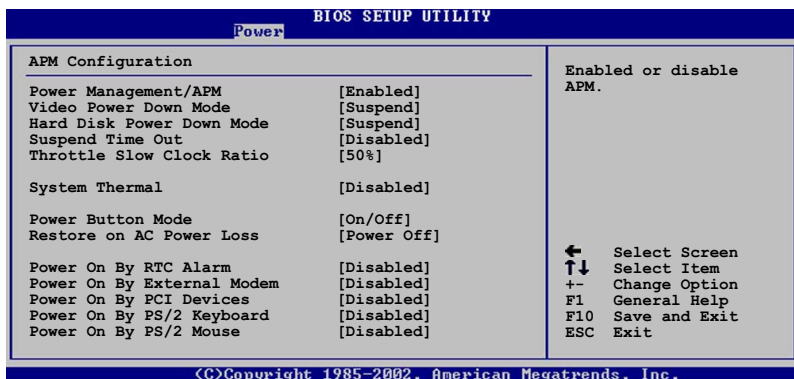 BIOS SETUP UTILITY
Power
APM Configuration
Power Management/APM [Enabled]
Video Power Down Mode [Suspend]
Hard Disk Power Down Mode [Suspend]
Suspend Time Out [Disabled]
Throttle Slow Clock Ratio [50%]
System Thermal [Disabled]
Power Button Mode [On/Off]
Restore on AC Power Loss [Power Off]
Power On By RTC Alarm [Disabled]
Power On By External Modem [Disabled]
Power On By PCI Devices [Disabled]
Power On By PS/2 Keyboard [Disabled]
Power On By PS/2 Mouse [Disabled]
Enabled or disable
APM.
← Select Screen
↑↓ Select Item
+- Change Option
F1 General Help
F10 Save and Exit
ESC Exit
(C)Copyright 1985-2002, American Megatrends, Inc.